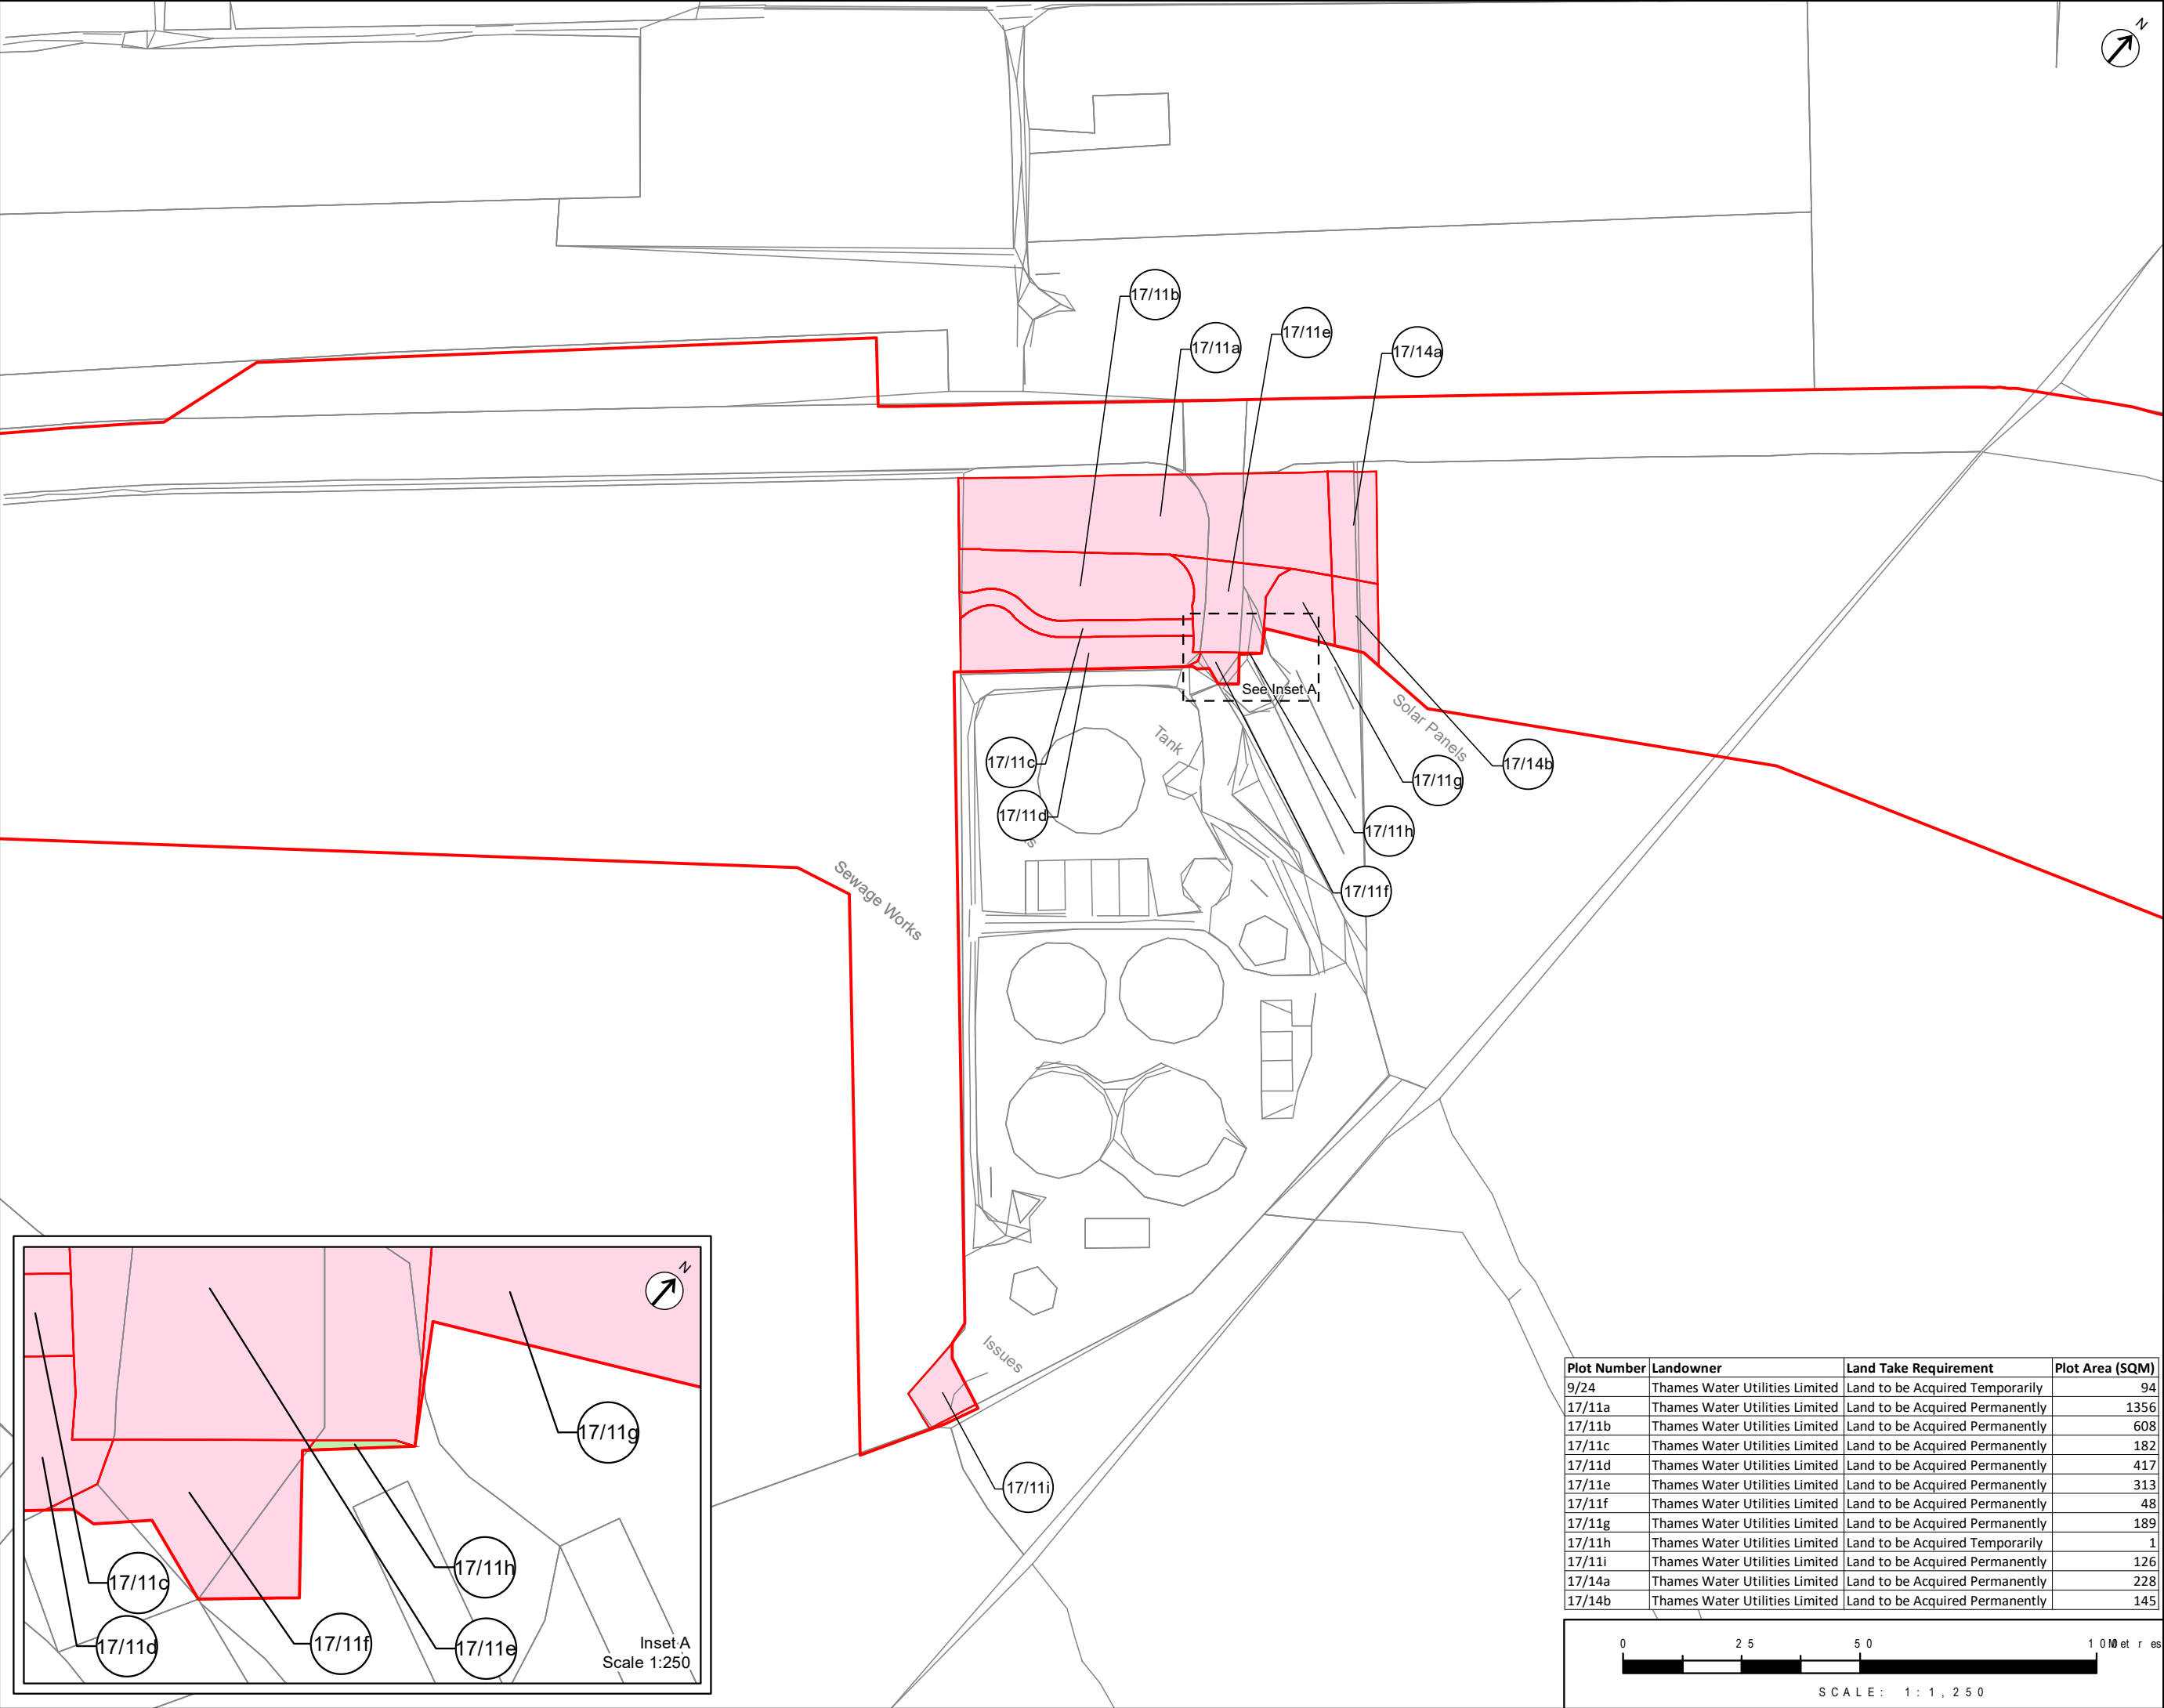 N
17/11b
17/11e
17/11a
17/14a
See Inset A
Solar Panels
Tank
17/11c
17/14b
17/11g
17/11d
17/11h
17/11f
Sewage Works
Issues
17/11i
N
17/11g
17/11h
17/11c
17/11f
17/11e
17/11d
Inset A
Scale 1:250
Plot Number Landowner Land Take Requirement Plot Area (SQM)
9/24 Thames Water Utilities Limited Land to be Acquired Temporarily 94
17/11a Thames Water Utilities Limited Land to be Acquired Permanently 1356
17/11b Thames Water Utilities Limited Land to be Acquired Permanently 608
17/11c Thames Water Utilities Limited Land to be Acquired Permanently 182
17/11d Thames Water Utilities Limited Land to be Acquired Permanently 417
17/11e Thames Water Utilities Limited Land to be Acquired Permanently 313
17/11f Thames Water Utilities Limited Land to be Acquired Permanently 48
17/11g Thames Water Utilities Limited Land to be Acquired Permanently 189
17/11h Thames Water Utilities Limited Land to be Acquired Temporarily 1
17/11i Thames Water Utilities Limited Land to be Acquired Permanently 126
17/14a Thames Water Utilities Limited Land to be Acquired Permanently 228
17/14b Thames Water Utilities Limited Land to be Acquired Permanently 145
0 25 50 100 Metres
SCALE: 1:1,250